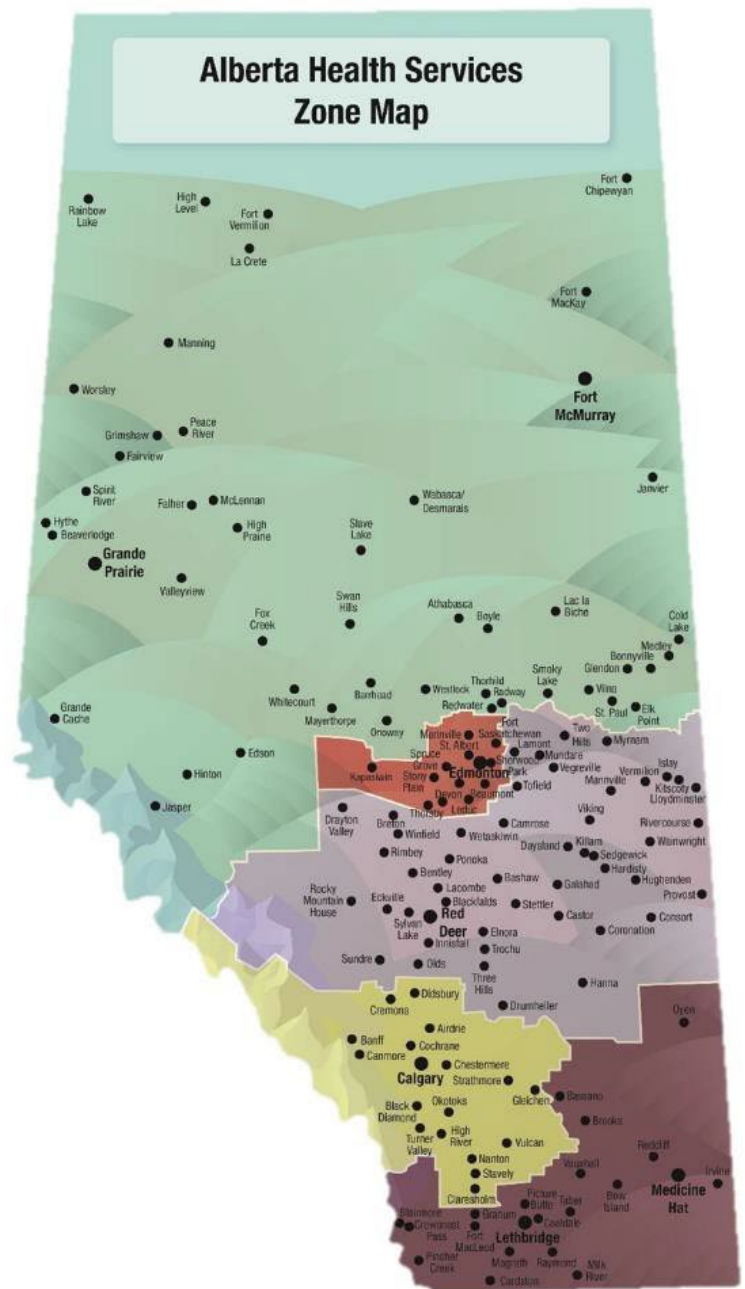 Alberta Health Services
Zone Map
Fort
Chipewyan
Rainbow
Lake
High
Level
Fort
Vermilion
La Crete
Fort
MacKay
Manning
Fort
McMurray
Worsley
Peace
River
Grimshaw
Fairview
Janvier
Spirit
River
Falher
McLennan
Wabasca/
Desmarais
Hythe
Beaverlodge
High
Prairie
Slave
Lake
Grande
Prairie
Valleyview
Swan
Hills
Fox
Creek
Athabasca
Boyle
Lac la
Biche
Cold
Lake
Medley
Bonnyville
Glendon
Whitecourt
Barrhead
Mayerthorpe
Westlock
Thorhild
Radway
Redwater
Smoky
Lake
Vilna
St. Paul
Elk
Point
Grande
Cache
Onoway
Edson
Hinton
Jasper
Morinville
St. Albert
Fort
Saskatchewan
Spruce
Grove
Kapasiwin
Stony
Plain
Edmonton
Sherwood
Park
Devon
Beaumont
Thorsby
Leduc
Lamont
Two
Hills
Myrnam
Mundare
Vegreville
Tofield
Mannville
Vermilion
Islay
Kitscoty
Lloydminster
Drayton
Valley
Breton
Winfield
Wetaskiwin
Camrose
Viking
Rivercourse
Daysland
Killam
Sedgewick
Wainwright
Hardisty
Rimbey
Ponoka
Bentley
Bashaw
Galahad
Hughenden
Provost
Rocky
Mountain
House
Eckville
Lacombe
Blackfalds
Stettler
Sylvan
Lake
Red
Deer
Castor
Coronation
Consort
Innisfail
Elnora
Trochu
Sundre
Olds
Three
Hills
Hanna
Didsbury
Cremona
Drumheller
Oyen
Airdrie
Banff
Cochrane
Canmore
Calgary
Chestermere
Strathmore
Gleichen
Bassano
Black
Diamond
Okotoks
Brooks
Turner
Valley
High
River
Vulcan
Redcliff
Nanton
Stavely
Vauxhall
Bow
Island
Medicine
Hat
Irvine
Claresholm
Picture
Butte
Taber
Blairmore
Crowsnest
Pass
Granum
Fort
MacLeod
Coaldale
Lethbridge
Pincher
Creek
Magrath
Raymond
Milk
River
Cardston